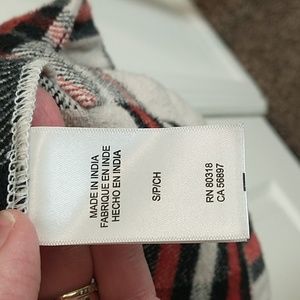 MADE IN INDIA
FABRIQUE EN INDE
HECHO EN INDIA
S/P/CH
RN 80318
CA 56897